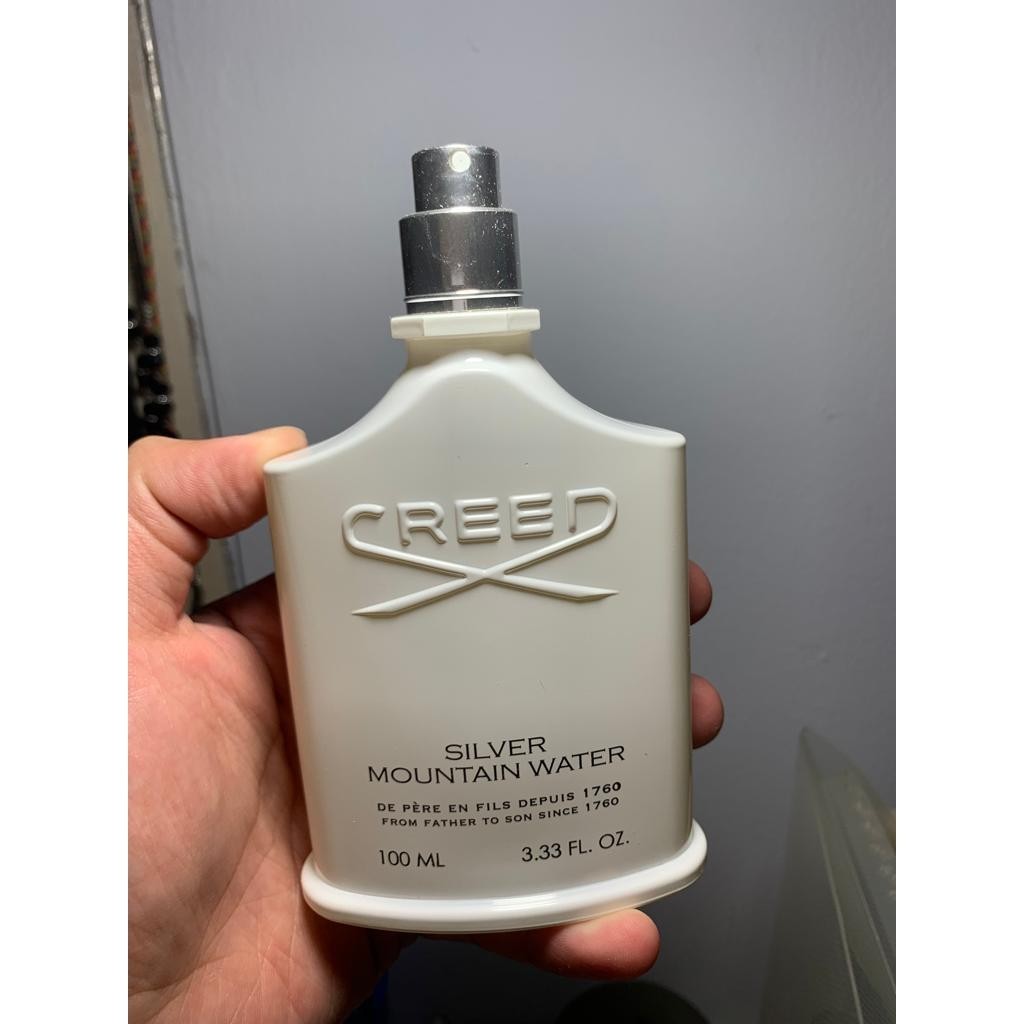 CREED
SILVER
MOUNTAIN WATER
DE PÈRE EN FILS DEPUIS 1760
FROM FATHER TO SON SINCE 1760
100 ML 3.33 FL. OZ.